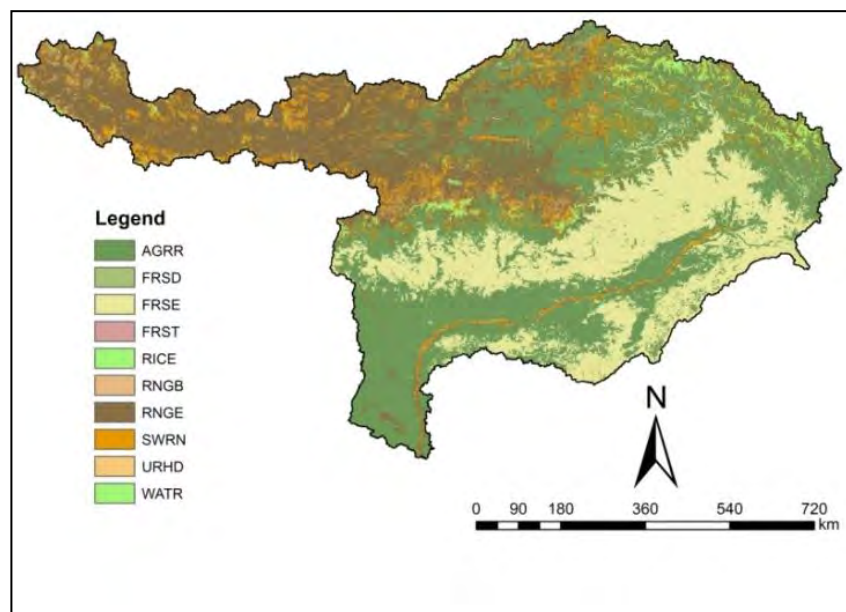 Legend
AGRR
FRSD
FRSE
FRST
RICE
RNGB
RNGE
SWRN
URHD
WATR
N
0 90 180 360 540 720
km